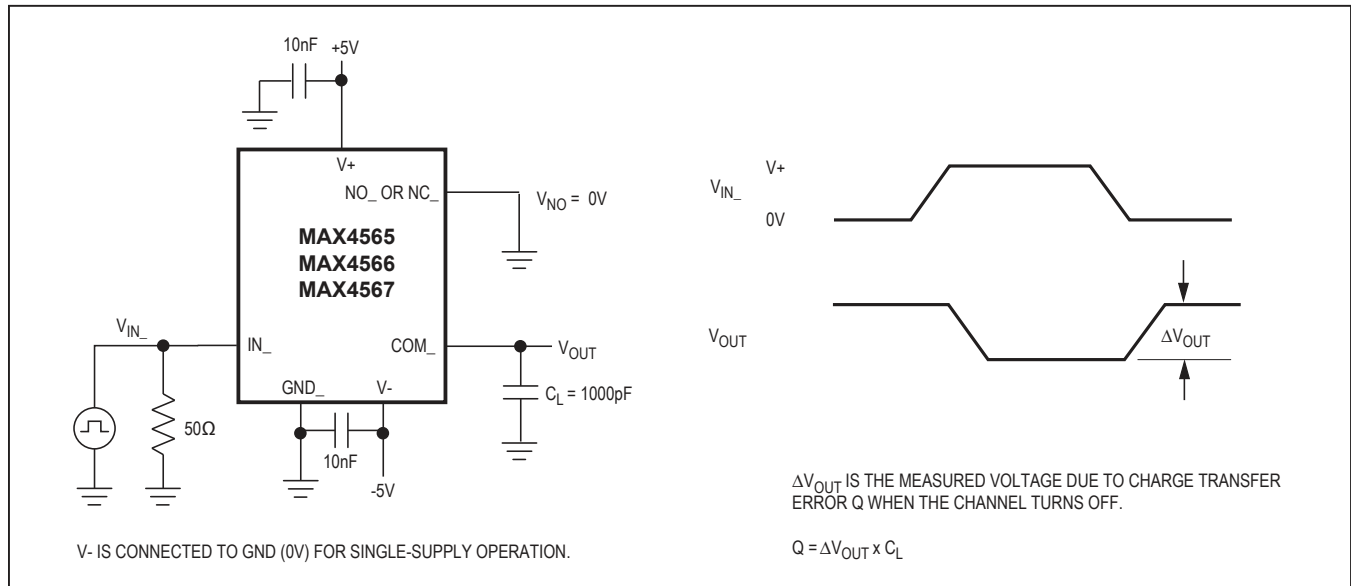 10nF
+5V
V+
NO_ OR NC_
V_NO = 0V
MAX4565
MAX4566
MAX4567
V_IN_
IN_
COM_
V_OUT
C_L = 1000pF
GND_
V-
50Ω
10nF
-5V
V- IS CONNECTED TO GND (0V) FOR SINGLE-SUPPLY OPERATION.
V_IN_
V+
0V
V_OUT
ΔV_OUT
ΔV_OUT IS THE MEASURED VOLTAGE DUE TO CHARGE TRANSFER
ERROR Q WHEN THE CHANNEL TURNS OFF.
Q = ΔV_OUT x C_L